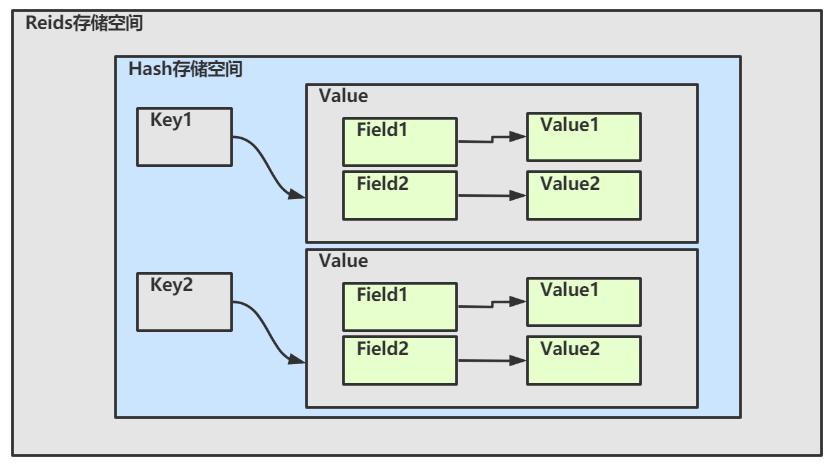 Reids存储空间
Hash存储空间
Value
Key1
Field1
Value1
Field2
Value2
Value
Key2
Field1
Value1
Field2
Value2